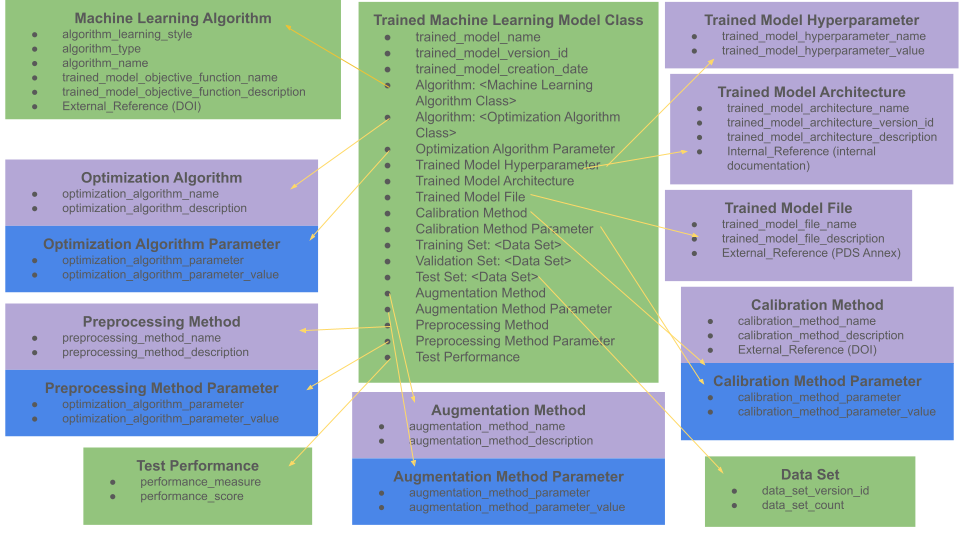 Machine Learning Algorithm
● algorithm_learning_style
● algorithm_type
● algorithm_name
● trained_model_objective_function_name
● trained_model_objective_function_description
● External_Reference (DOI)
Optimization Algorithm
● optimization_algorithm_name
● optimization_algorithm_description
Optimization Algorithm Parameter
● optimization_algorithm_parameter
● optimization_algorithm_parameter_value
Preprocessing Method
● preprocessing_method_name
● preprocessing_method_description
Preprocessing Method Parameter
● optimization_algorithm_parameter
● optimization_algorithm_parameter_value
Test Performance
● performance_measure
● performance_score
Trained Machine Learning Model Class
● trained_model_name
● trained_model_version_id
● trained_model_creation_date
● Algorithm: <Machine Learning
Algorithm Class>
● Algorithm: <Optimization Algorithm
Class>
● Optimization Algorithm Parameter
● Trained Model Hyperparameter
● Trained Model Architecture
● Trained Model File
● Calibration Method
● Calibration Method Parameter
● Training Set: <Data Set>
● Validation Set: <Data Set>
● Test Set: <Data Set>
● Augmentation Method
● Augmentation Method Parameter
● Preprocessing Method
● Preprocessing Method Parameter
● Test Performance
Augmentation Method
● augmentation_method_name
● augmentation_method_description
Augmentation Method Parameter
● augmentation_method_parameter
● augmentation_method_parameter_value
Trained Model Hyperparameter
● trained_model_hyperparameter_name
● trained_model_hyperparameter_value
Trained Model Architecture
● trained_model_architecture_name
● trained_model_architecture_version_id
● trained_model_architecture_description
● Internal_Reference (internal
documentation)
Trained Model File
● trained_model_file_name
● trained_model_file_description
● External_Reference (PDS Annex)
Calibration Method
● calibration_method_name
● calibration_method_description
● External_Reference (DOI)
Calibration Method Parameter
● calibration_method_parameter
● calibration_method_parameter_value
Data Set
● data_set_version_id
● data_set_count